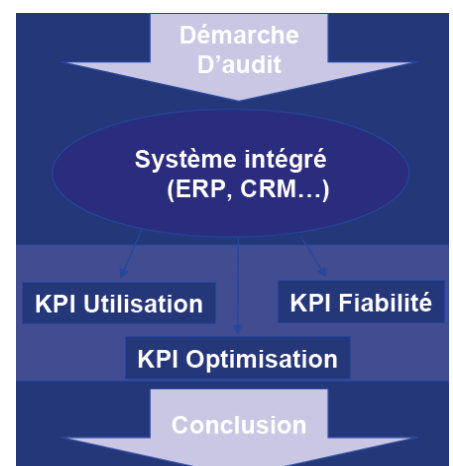 Démarche
D’audit
Système intégré
(ERP, CRM…)
KPI Utilisation
KPI Fiabilité
KPI Optimisation
Conclusion